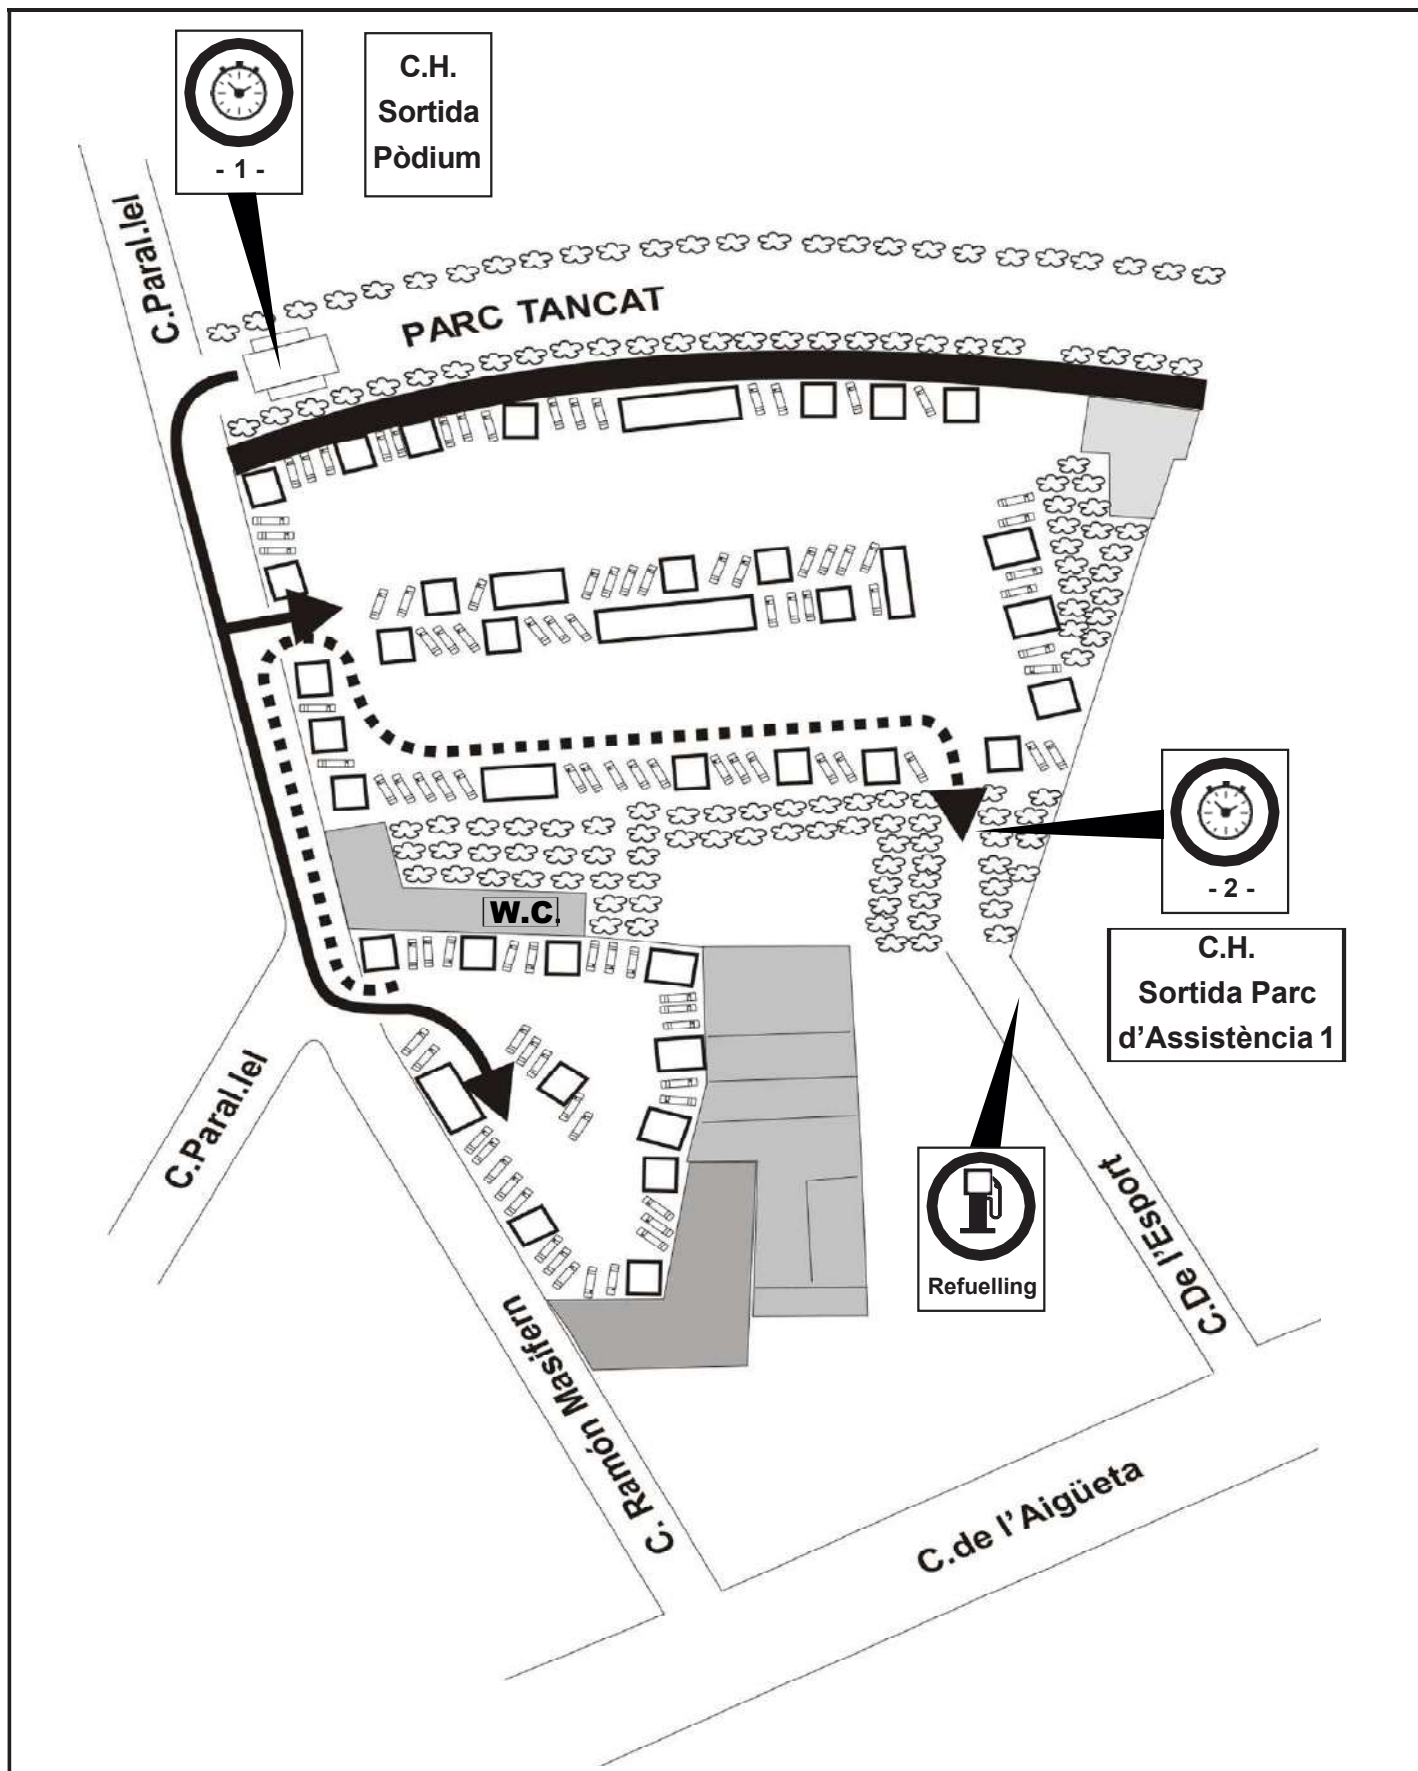 C.H.
Sortida
Pòdium
- 1 -
C.Paral.lel
PARC TANCAT
- 2 -
W.C.
C.H.
Sortida Parc
d'Assistència 1
C.Paral.lel
Refuelling
C.De l'Esport
C. Ramón Masifern
C.de l'Aigüeta